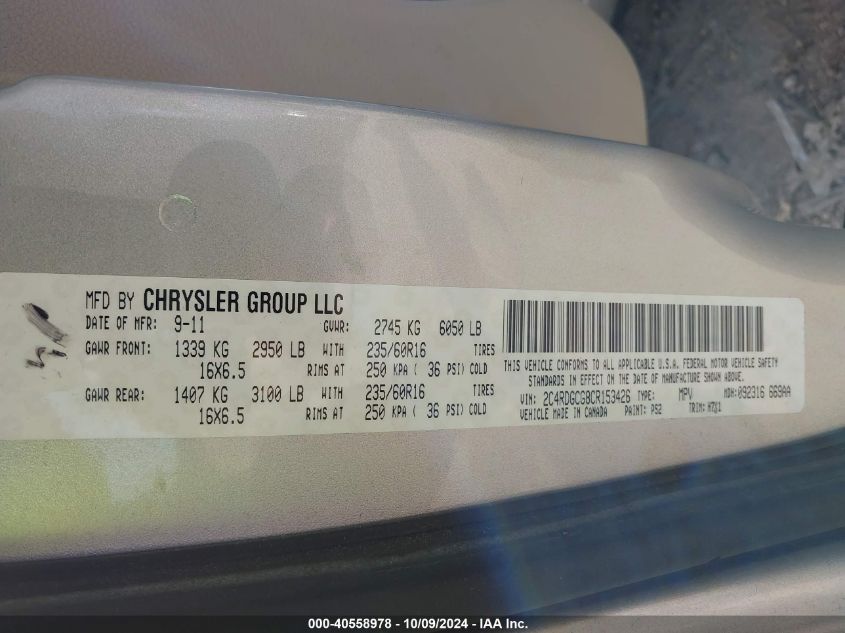 MFD BY CHRYSLER GROUP LLC
DATE OF MFR: 9-11 GVWR: 2745 KG 6050 LB
GAWR FRONT: 1339 KG 2950 LB WITH 235/60R16 TIRES
16X6.5 RIMS AT 250 KPA ( 36 PSI) COLD
GAWR REAR: 1407 KG 3100 LB WITH 235/60R16 TIRES
16X6.5 RIMS AT 250 KPA ( 36 PSI) COLD
THIS VEHICLE CONFORMS TO ALL APPLICABLE U.S.A. FEDERAL MOTOR VEHICLE SAFETY
STANDARDS IN EFFECT ON THE DATE OF MANUFACTURE SHOWN ABOVE.
VIN: 2C4RDGCG8CR153426 TYPE: MPV MDH:092316 669AA
VEHICLE MADE IN CANADA PAINT: PS2 TRIM:
000-40558978 - 10/09/2024 - IAA Inc.